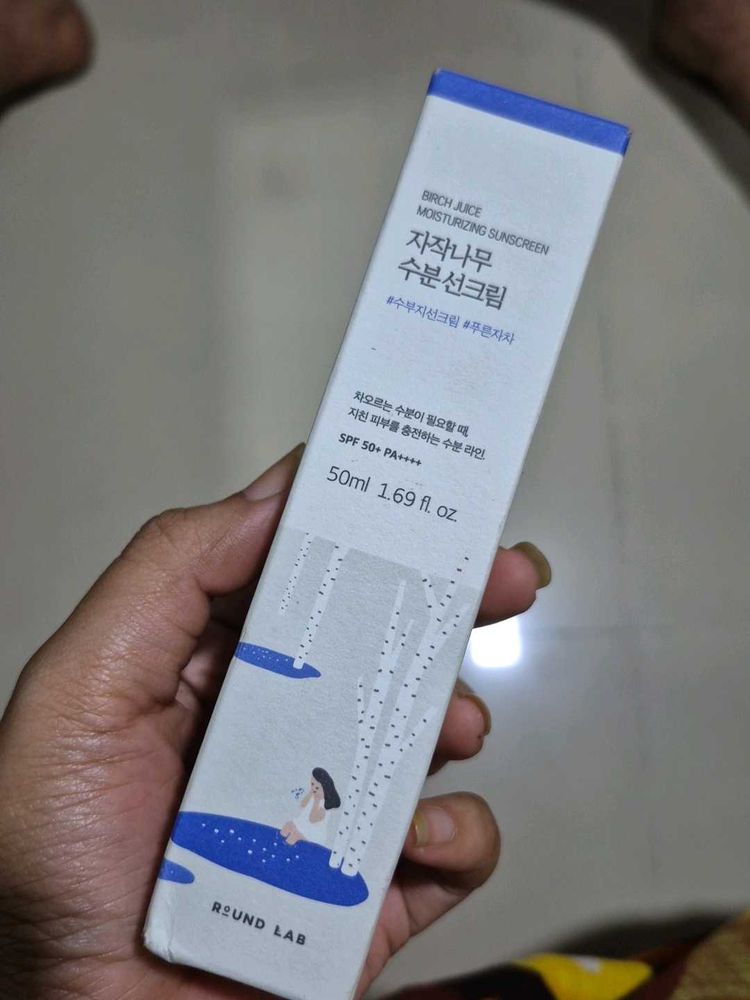 BIRCH JUICE
MOISTURIZING SUNSCREEN
자작나무
수분선크림
#수부지선크림 #푸른자차
차오르는 수분이 필요할 때,
지친 피부를 충전하는 수분 라인.
SPF 50+ PA++++
50ml 1.69 fl. oz.
ROUND LAB